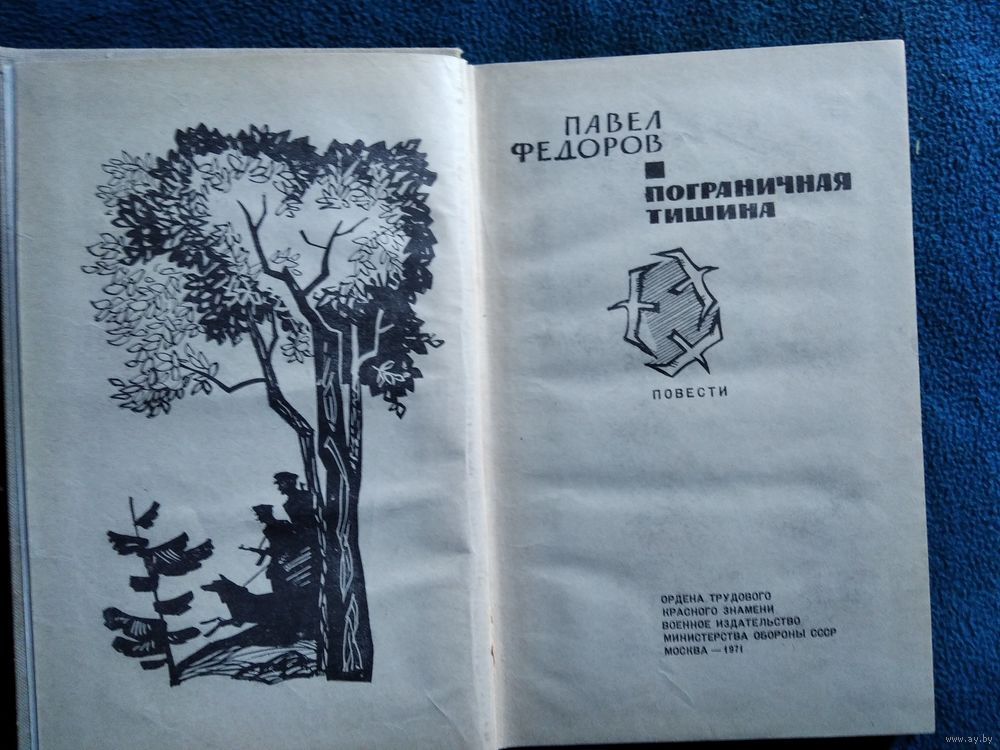 ПАВЕЛ
ФЕДОРОВ
ПОГРАНИЧНАЯ
ТИШИНА
ПОВЕСТИ
ОРДЕНА ТРУДОВОГО
КРАСНОГО ЗНАМЕНИ
ВОЕННОЕ ИЗДАТЕЛЬСТВО
МИНИСТЕРСТВА ОБОРОНЫ СССР
МОСКВА — 1971
www.ay.by